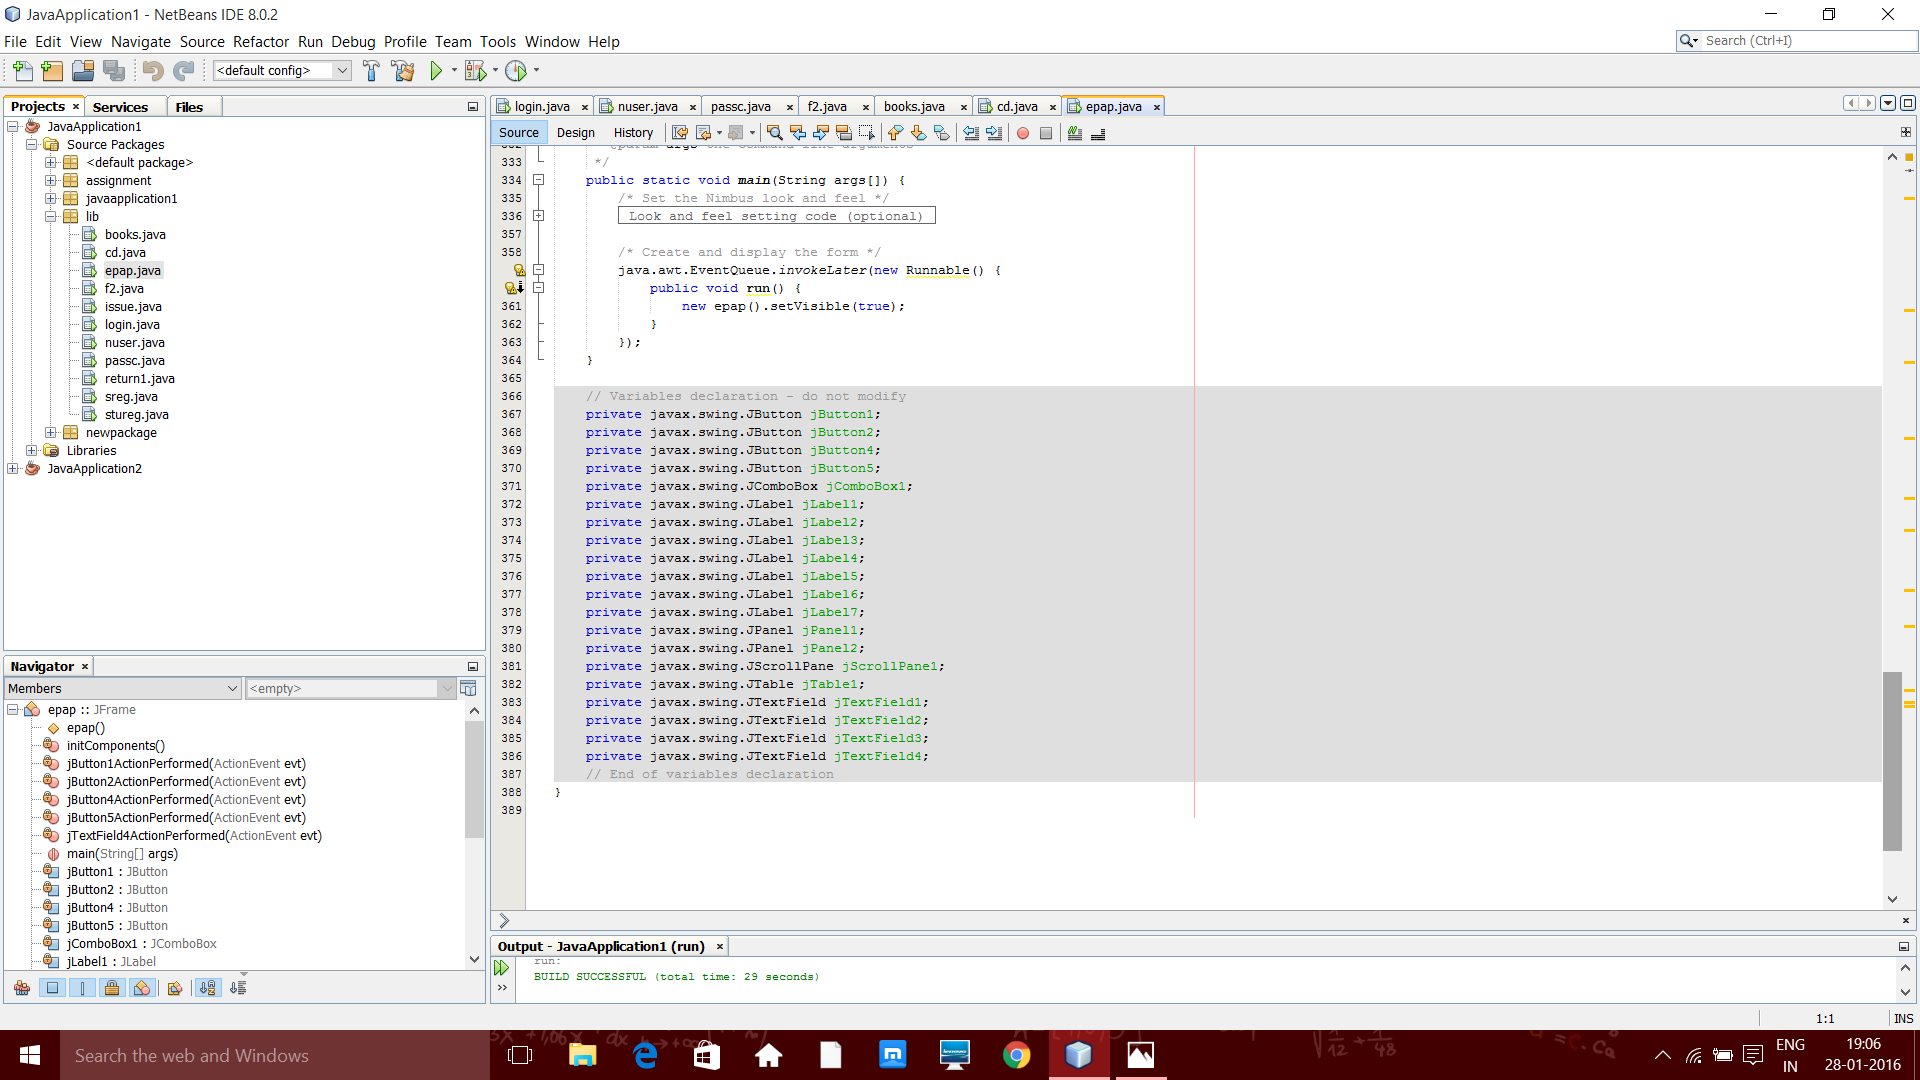 JavaApplication1 - NetBeans IDE 8.0.2
File Edit View Navigate Source Refactor Run Debug Profile Team Tools Window Help
Search (Ctrl+I)
<default config>
Projects
Services
Files
JavaApplication1
Source Packages
<default package>
assignment
javaapplication1
lib
books.java
cd.java
epap.java
f2.java
issue.java
login.java
nuser.java
passc.java
return1.java
sreg.java
stureg.java
newpackage
Libraries
JavaApplication2
Navigator
Members
<empty>
epap :: JFrame
epap()
initComponents()
jButton1ActionPerformed(ActionEvent evt)
jButton2ActionPerformed(ActionEvent evt)
jButton4ActionPerformed(ActionEvent evt)
jButton5ActionPerformed(ActionEvent evt)
jTextField4ActionPerformed(ActionEvent evt)
main(String[] args)
jButton1 : JButton
jButton2 : JButton
jButton4 : JButton
jButton5 : JButton
jComboBox1 : JComboBox
jLabel1 : JLabel
login.java nuser.java passc.java f2.java books.java cd.java epap.java
Source Design History
332 @param args the command line arguments
333 */
334 public static void main(String args[]) {
335 /* Set the Nimbus look and feel */
336 Look and feel setting code (optional)
357
358 /* Create and display the form */
java.awt.EventQueue.invokeLater(new Runnable() {
public void run() {
361 new epap().setVisible(true);
362 }
363 });
364 }
365
366 // Variables declaration - do not modify
367 private javax.swing.JButton jButton1;
368 private javax.swing.JButton jButton2;
369 private javax.swing.JButton jButton4;
370 private javax.swing.JButton jButton5;
371 private javax.swing.JComboBox jComboBox1;
372 private javax.swing.JLabel jLabel1;
373 private javax.swing.JLabel jLabel2;
374 private javax.swing.JLabel jLabel3;
375 private javax.swing.JLabel jLabel4;
376 private javax.swing.JLabel jLabel5;
377 private javax.swing.JLabel jLabel6;
378 private javax.swing.JLabel jLabel7;
379 private javax.swing.JPanel jPanel1;
380 private javax.swing.JPanel jPanel2;
381 private javax.swing.JScrollPane jScrollPane1;
382 private javax.swing.JTable jTable1;
383 private javax.swing.JTextField jTextField1;
384 private javax.swing.JTextField jTextField2;
385 private javax.swing.JTextField jTextField3;
386 private javax.swing.JTextField jTextField4;
387 // End of variables declaration
388 }
389
Output - JavaApplication1 (run)
run:
BUILD SUCCESSFUL (total time: 29 seconds)
1:1 INS
Search the web and Windows
ENG
IN
19:06
28-01-2016